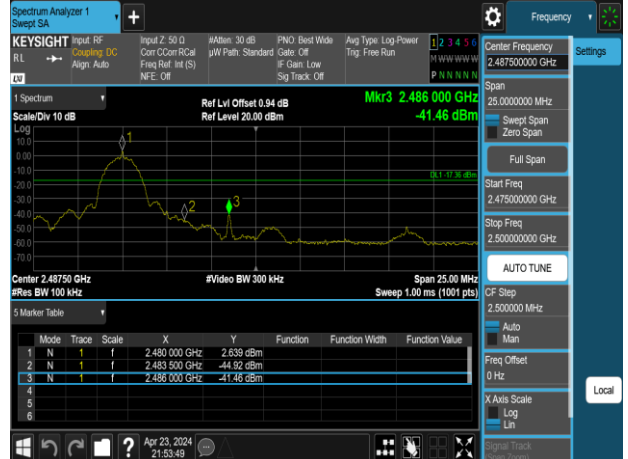 Spectrum Analyzer 1
Swept SA
+
Frequency
KEYSIGHT Input: RF Input Z: 50 Ω #Atten: 30 dB PNO: Best Wide Avg Type: Log-Power 1 2 3 4 5 6
RL Coupling: DC Corr CCorr RCal µW Path: Standard Gate: Off Trig: Free Run M W W W W W
Align: Auto Freq Ref: Int (S) IF Gain: Low
NFE: Off Sig Track: Off P N N N N N
LXI
1 Spectrum
Ref Lvl Offset 0.94 dB Mkr3 2.486 000 GHz
Scale/Div 10 dB Ref Level 20.00 dBm -41.46 dBm
Log
10.0
0.00
-10.0
-20.0
-30.0
-40.0
-50.0
-60.0
-70.0
1
2
3
DL1 -17.36 dBm
Center 2.48750 GHz #Video BW 300 kHz Span 25.00 MHz
#Res BW 100 kHz Sweep 1.00 ms (1001 pts)
5 Marker Table
Mode Trace Scale X Y Function Function Width Function Value
1 N 1 f 2.480 000 GHz 2.639 dBm
2 N 1 f 2.483 500 GHz -44.92 dBm
3 N 1 f 2.486 000 GHz -41.46 dBm
4
5
6
Center Frequency
2.487500000 GHz
Settings
Span
25.0000000 MHz
Swept Span
Zero Span
Full Span
Start Freq
2.475000000 GHz
Stop Freq
2.500000000 GHz
AUTO TUNE
CF Step
2.500000 MHz
Auto
Man
Freq Offset
0 Hz
X Axis Scale
Log
Lin
Local
Signal Track
(Span Zoom)
?
Apr 23, 2024
21:53:49